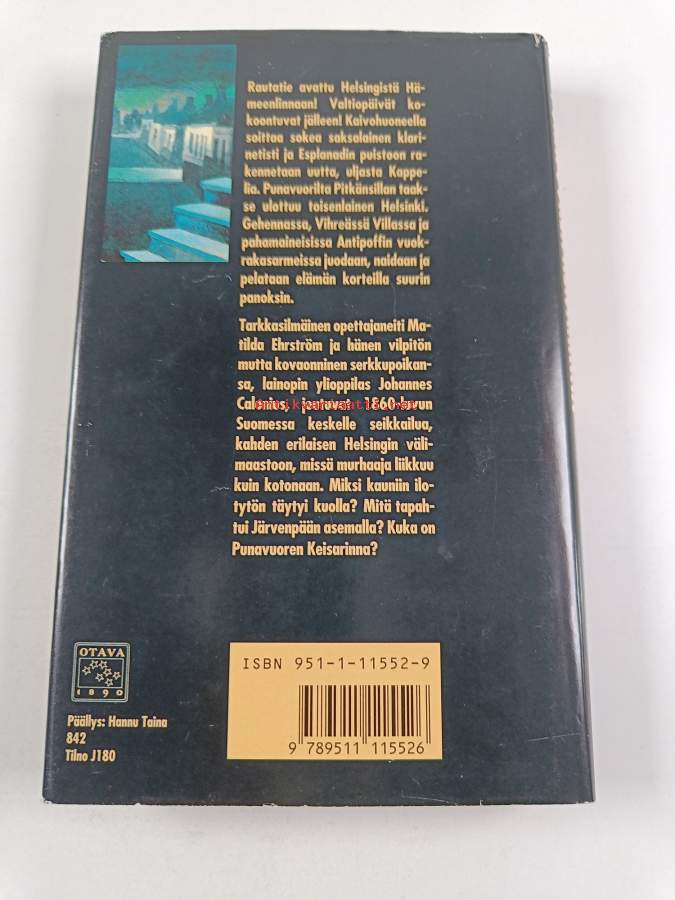 Rautatie avattu Helsingistä Hä-
meenlinnaan! Valtiopäivät ko-
koontuvat jälleen! Kaivohuoneella
soittaa sokea saksalainen klari-
netisti ja Esplanadin puistoon ra-
kennetaan uutta, uljasta Kappe-
lia. Punavuorilta Pitkänsillan taak-
se ulottuu toisenlainen Helsinki.
Gehennassa, Vihreässä Villassa ja
pahamaineisissa Antipoffin vuok-
rakasarmeissa juodaan, naidaan ja
pelataan elämän korteilla suurin
panoksin.
Tarkkasilmäinen opettajaneiti Ma-
tilda Ehrström ja hänen vilpitön
mutta kovaonninen serkkupoikan-
sa, lainopin ylioppilas Johannes
joutuvat 1860-luvun
antikvariaatti.net
Suomessa keskelle seikkailua,
kahden erilaisen Helsingin väli-
maastoon, missä murhaaja liikkuu
kuin kotonaan. Miksi kauniin ilo-
tytön täytyi kuolla? Mitä tapah-
tui Järvenpään asemalla? Kuka on
Punavuoren Keisarinna?
OTAVA
1890
Päällys: Hannu Taina
842
Tilno J180
ISBN 951-1-11552-9
9 789511 115526